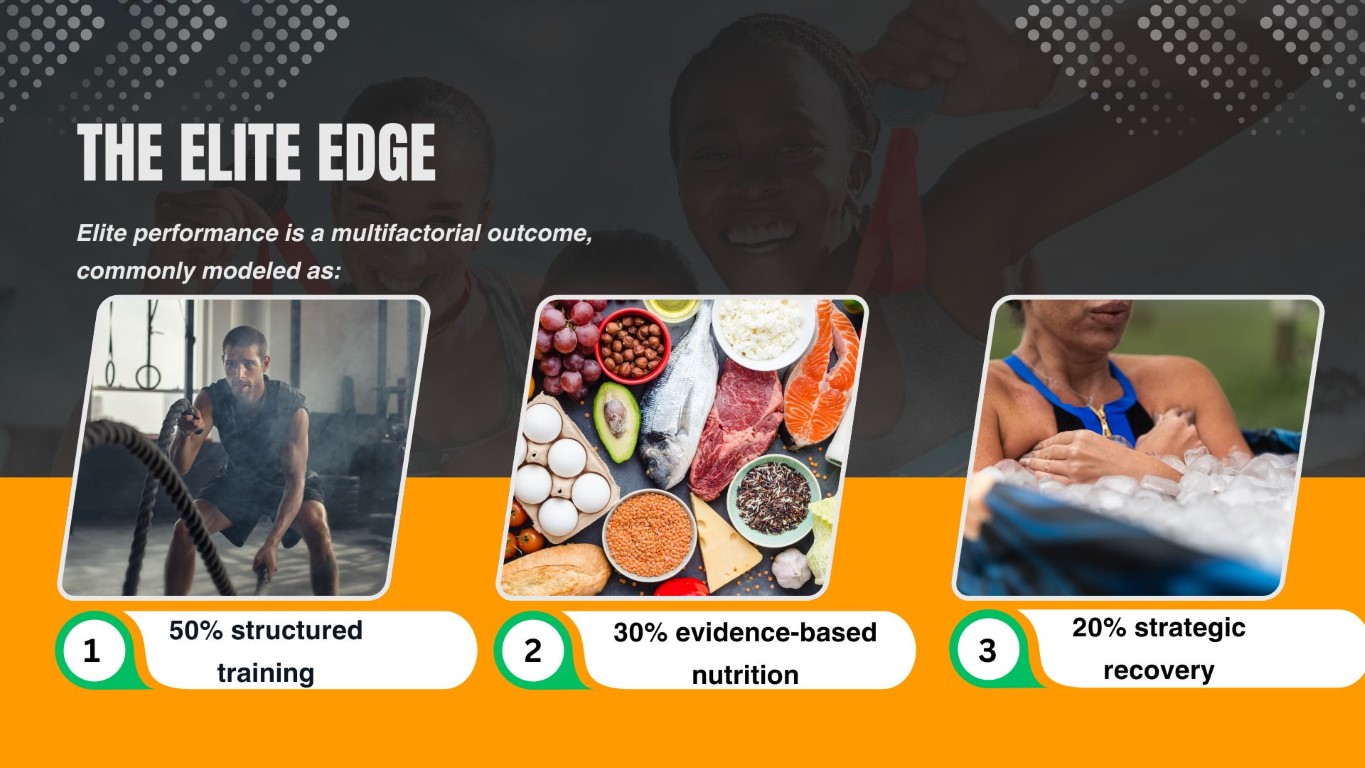 THE ELITE EDGE
Elite performance is a multifactorial outcome,
commonly modeled as:
1
50% structured
training
2
30% evidence-based
nutrition
3
20% strategic
recovery